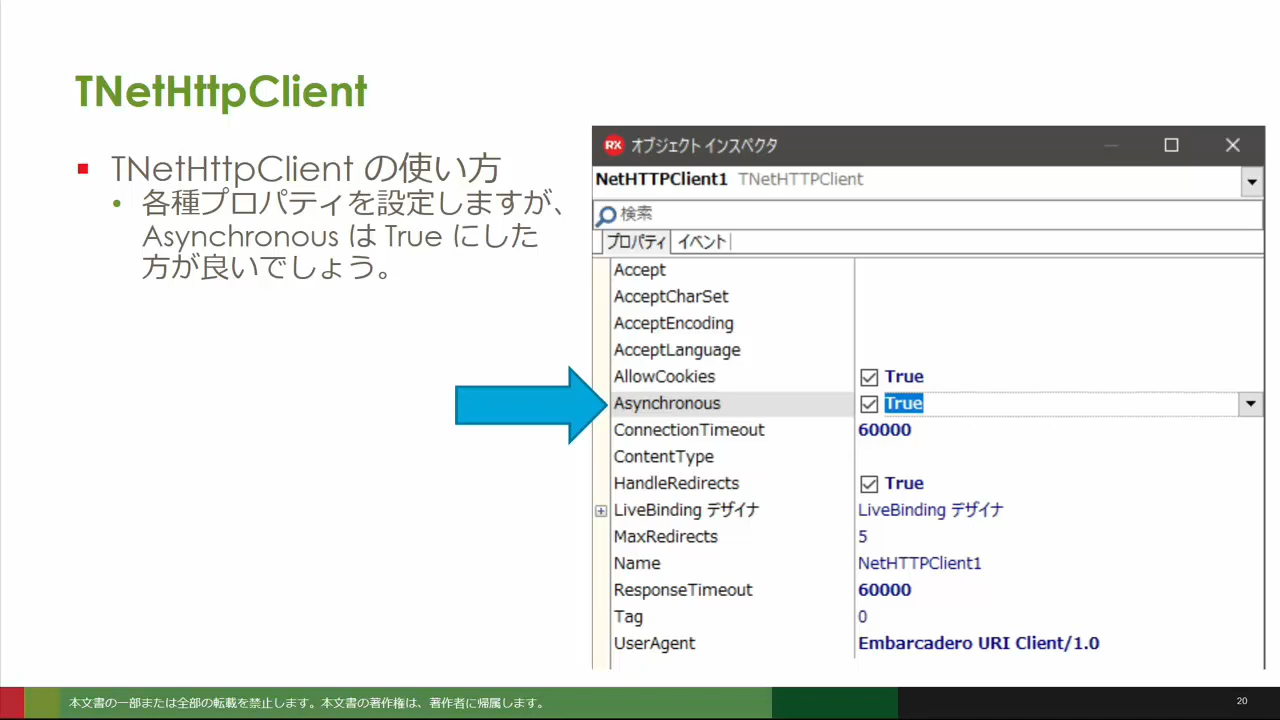 TNetHttpClient
TNetHttpClient の使い方
各種プロパティを設定しますが、
Asynchronous は True にした
方が良いでしょう。
RX オブジェクト インスペクタ
NetHTTPClient1 TNetHTTPClient
検索
プロパティ イベント
Accept
AcceptCharSet
AcceptEncoding
AcceptLanguage
AllowCookies True
Asynchronous True
ConnectionTimeout 60000
ContentType
HandleRedirects True
LiveBinding デザイナ LiveBinding デザイナ
MaxRedirects 5
Name NetHTTPClient1
ResponseTimeout 60000
Tag 0
UserAgent Embarcadero URI Client/1.0
本文書の一部または全部の転載を禁止します。本文書の著作権は、著作者に帰属します。
20